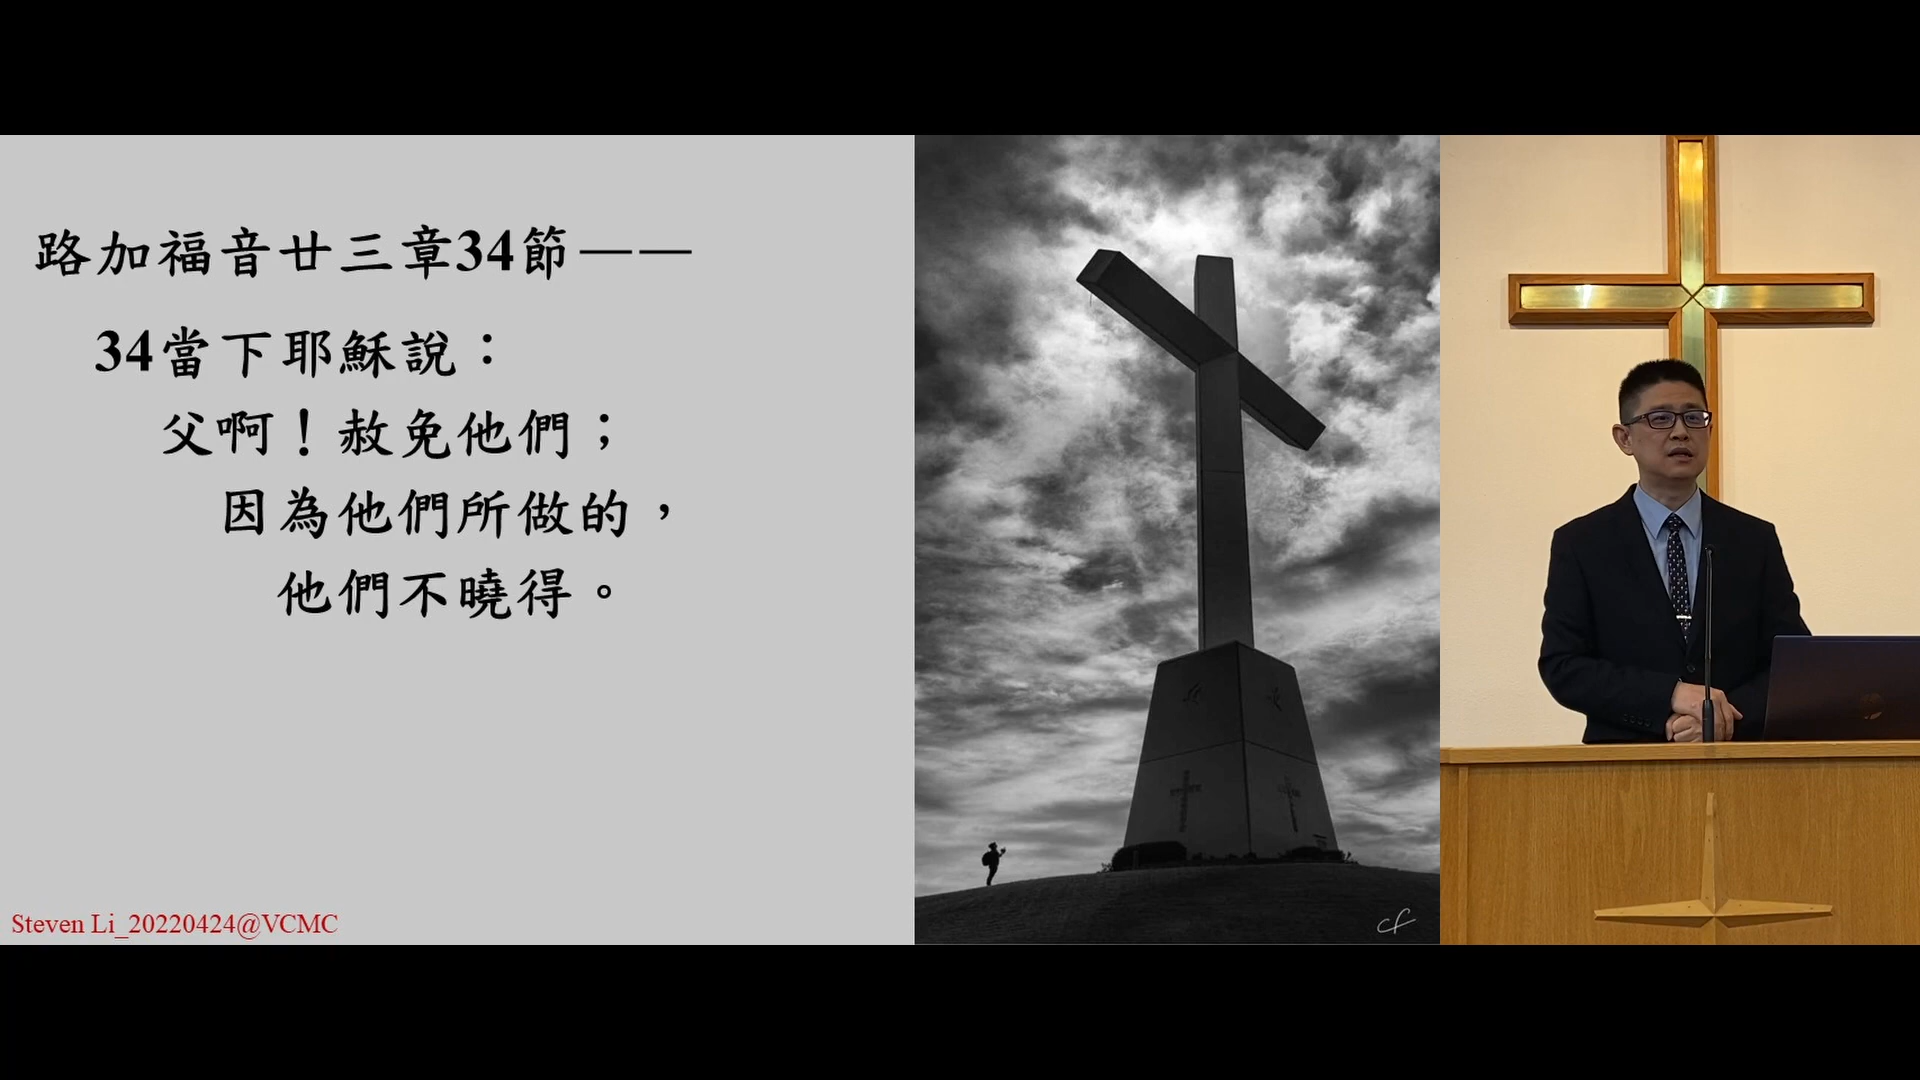 路加福音廿三章34節——
34當下耶穌說：
父啊！赦免他們；
因為他們所做的，
他們不曉得。
Steven Li_20220424@VCMC
cf